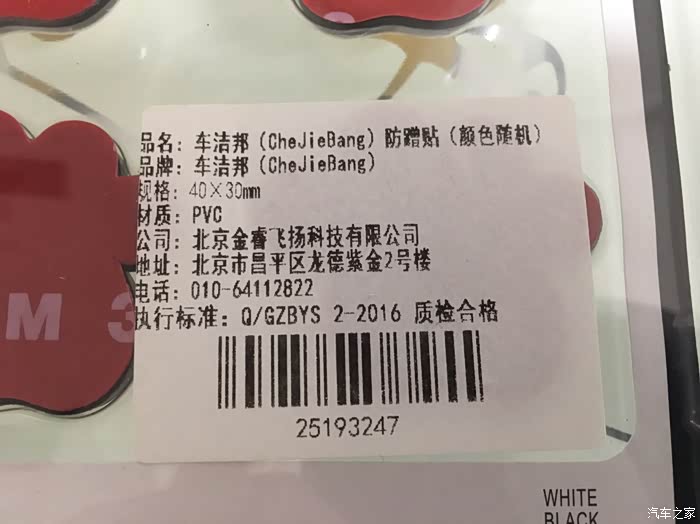 品名: 车洁邦 (CheJieBang) 防蹭贴 (颜色随机)
品牌: 车洁邦 (CheJieBang)
规格: 40×30mm
材质: PVC
公司: 北京金睿飞扬科技有限公司
地址: 北京市昌平区龙德紫金2号楼
电话: 010-64112822
执行标准: Q/GZBYS 2-2016 质检合格
25193247
M 3
WHITE
BLACK
汽车之家